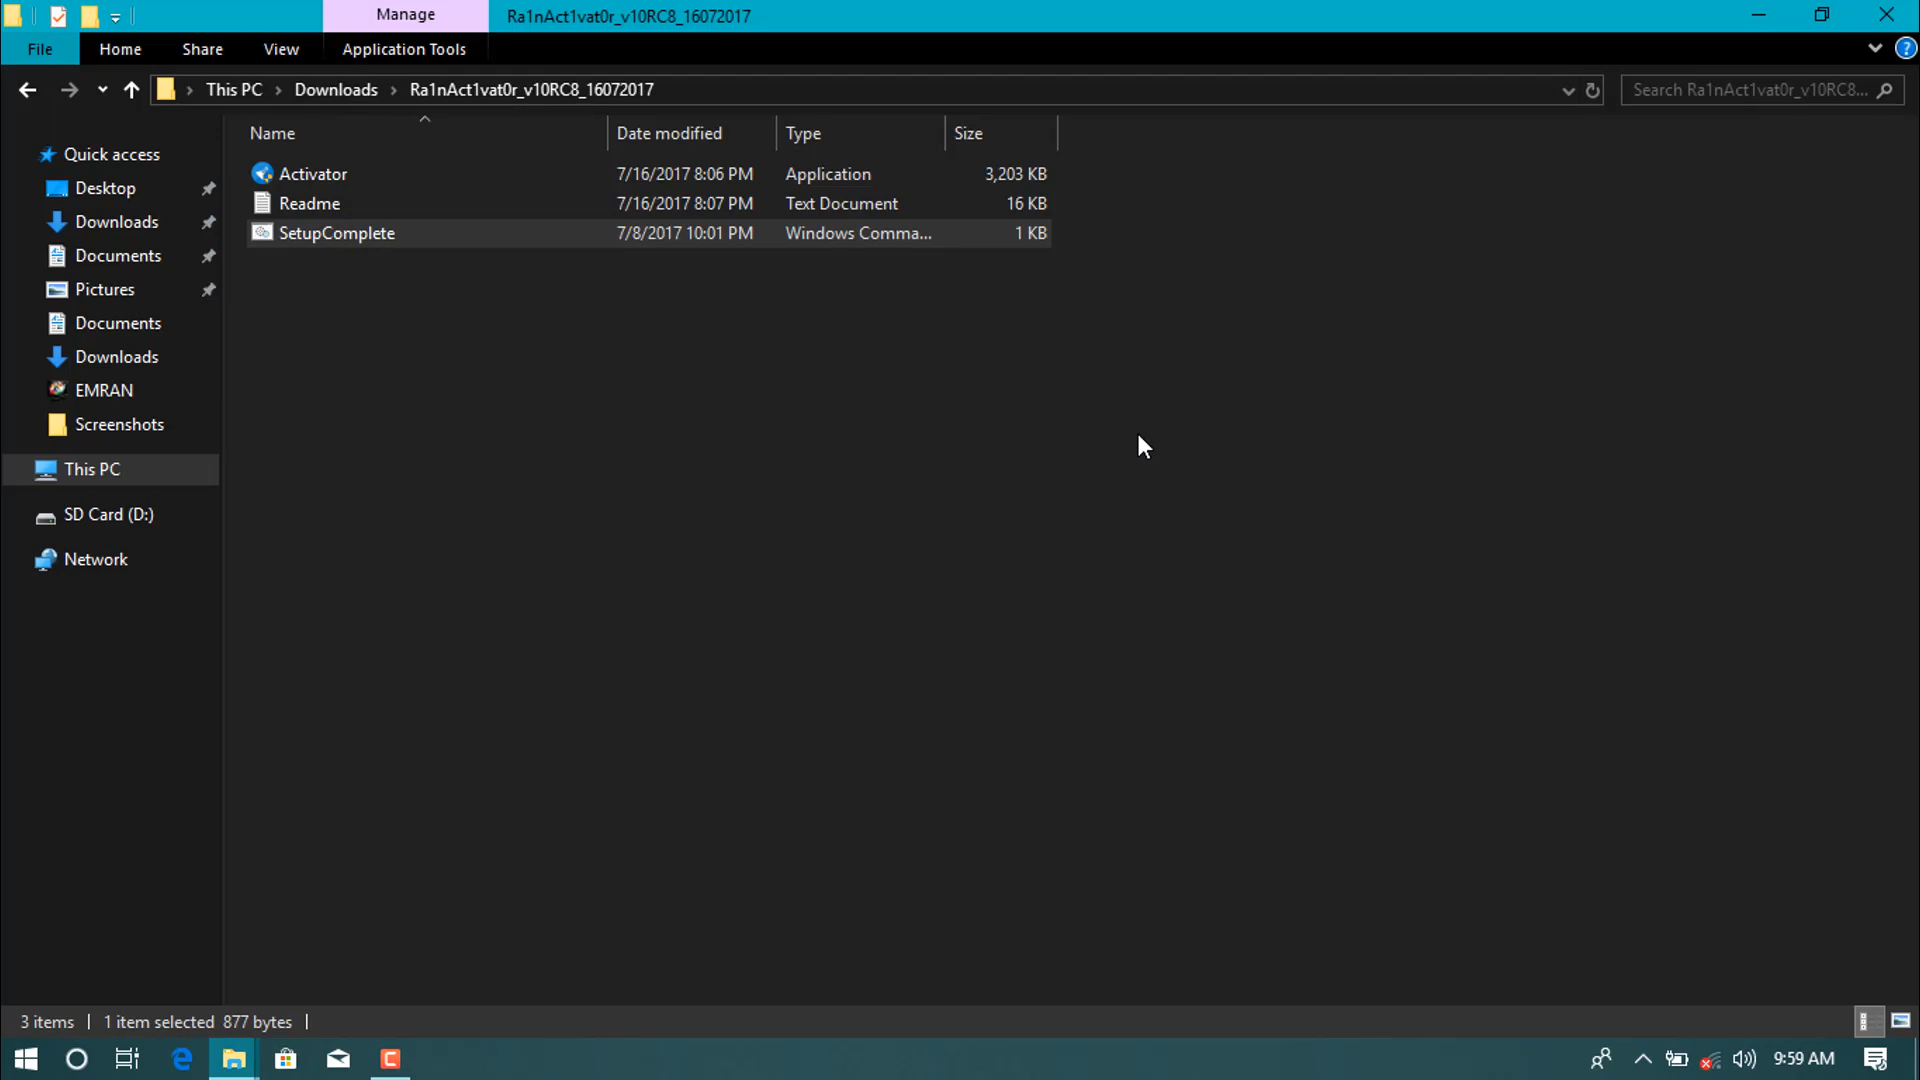 Manage
Ra1nAct1vat0r_v10RC8_16072017
File Home Share View Application Tools
This PC Downloads Ra1nAct1vat0r_v10RC8_16072017
Search Ra1nAct1vat0r_v10RC8...
Name Date modified Type Size
Activator 7/16/2017 8:06 PM Application 3,203 KB
Readme 7/16/2017 8:07 PM Text Document 16 KB
SetupComplete 7/8/2017 10:01 PM Windows Comma... 1 KB
Quick access
Desktop
Downloads
Documents
Pictures
Documents
Downloads
EMRAN
Screenshots
This PC
SD Card (D:)
Network
3 items 1 item selected 877 bytes
9:59 AM